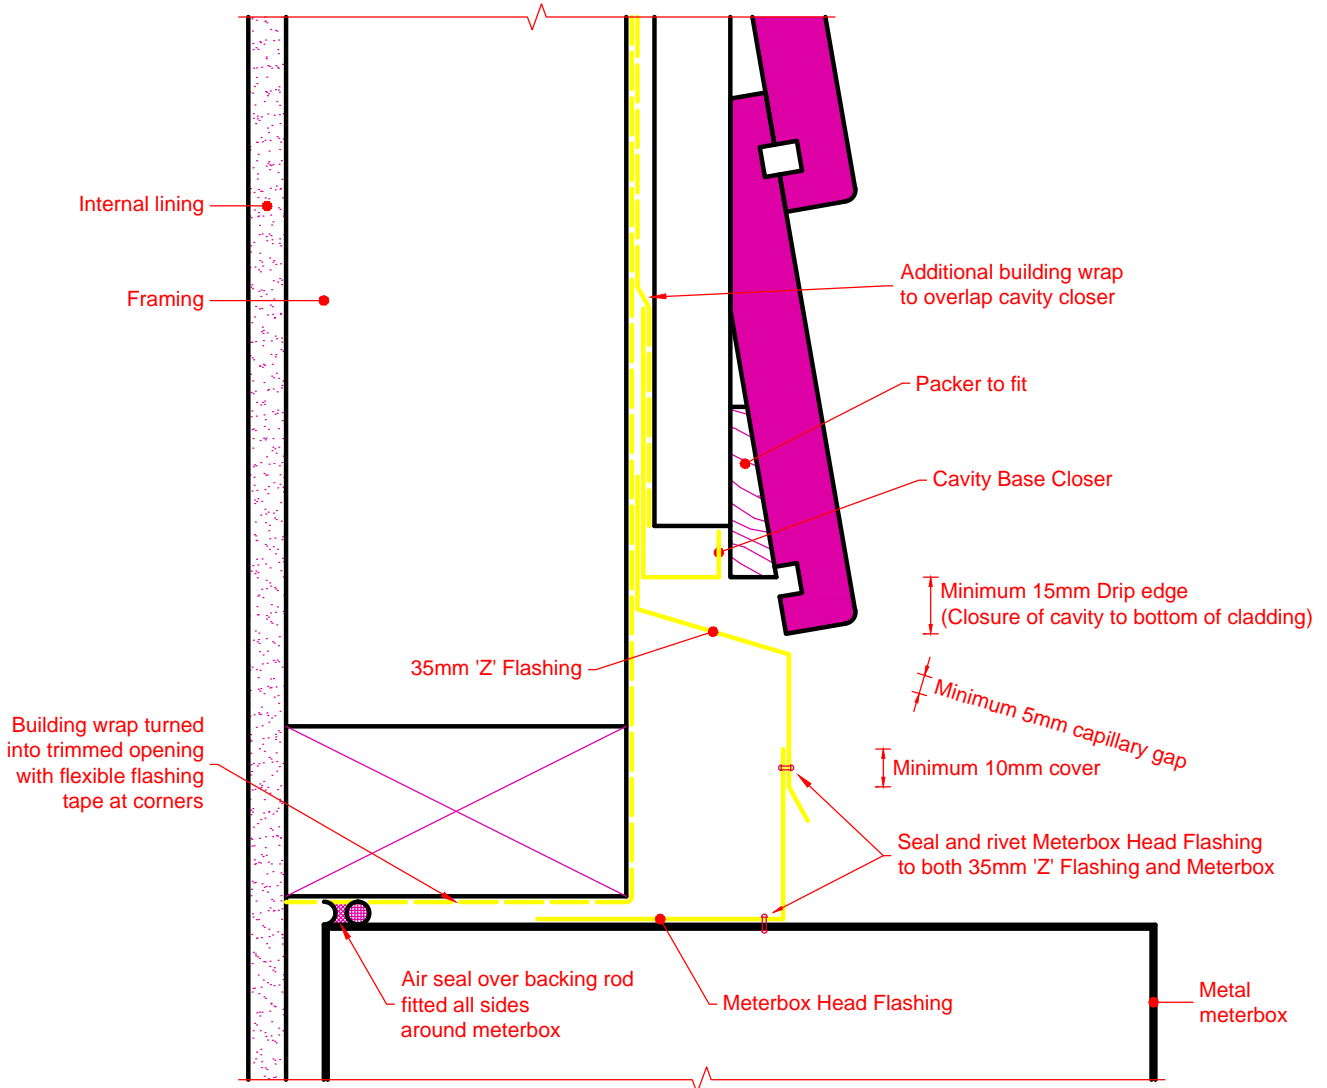 Internal lining
Framing
Additional building wrap
to overlap cavity closer
Packer to fit
Cavity Base Closer
Minimum 15mm Drip edge
(Closure of cavity to bottom of cladding)
35mm 'Z' Flashing
Minimum 5mm capillary gap
Building wrap turned
into trimmed opening
with flexible flashing
tape at corners
Minimum 10mm cover
Seal and rivet Meterbox Head Flashing
to both 35mm 'Z' Flashing and Meterbox
Air seal over backing rod
fitted all sides
around meterbox
Meterbox Head Flashing
Metal
meterbox